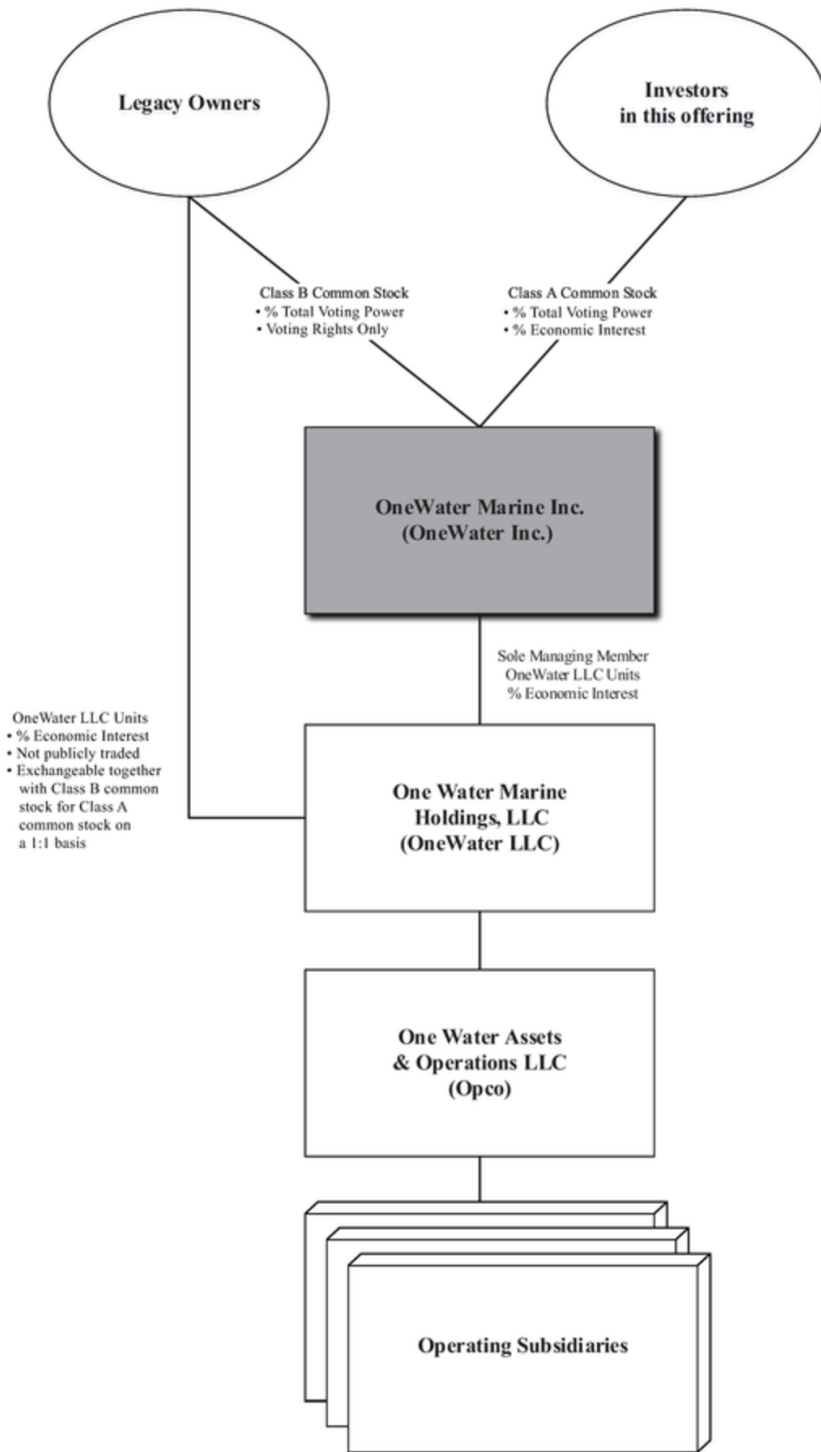 Legacy Owners
Investors
in this offering
Class B Common Stock
• % Total Voting Power
• Voting Rights Only
Class A Common Stock
• % Total Voting Power
• % Economic Interest
OneWater Marine Inc.
(OneWater Inc.)
Sole Managing Member
OneWater LLC Units
% Economic Interest
OneWater LLC Units
• % Economic Interest
• Not publicly traded
• Exchangeable together
with Class B common
stock for Class A
common stock on
a 1:1 basis
One Water Marine
Holdings, LLC
(OneWater LLC)
One Water Assets
& Operations LLC
(Opco)
Operating Subsidiaries